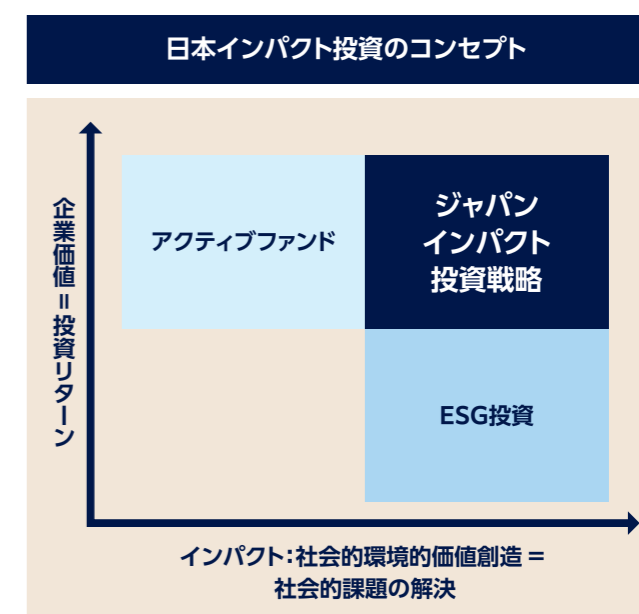 日本インパクト投資のコンセプト
企業価値＝投資リターン
アクティブファンド
ジャパン
インパクト
投資戦略
ESG投資
インパクト：社会的環境的価値創造＝
社会的課題の解決